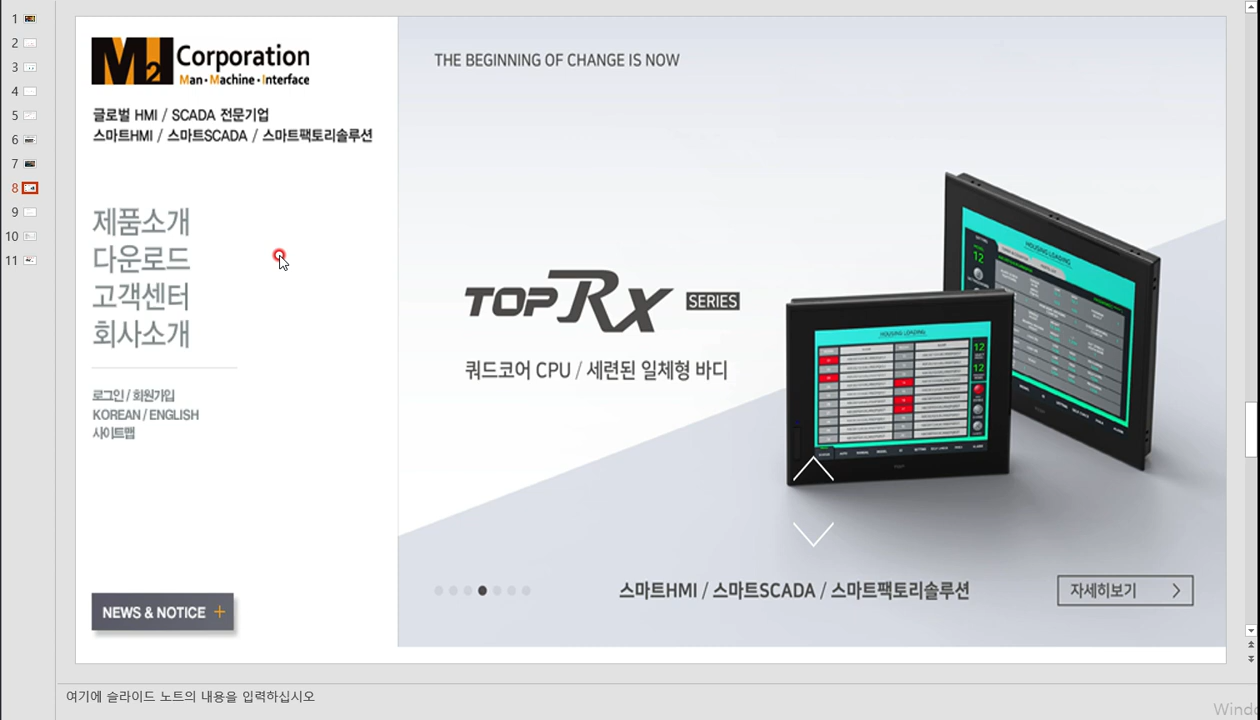 1
2
3
4
5
6
7
8
9
10
11
M2I Corporation
Man·Machine·Interface
글로벌 HMI / SCADA 전문기업
스마트HMI / 스마트SCADA / 스마트팩토리솔루션
제품소개
다운로드
고객센터
회사소개
로그인 / 회원가입
KOREAN / ENGLISH
사이트맵
NEWS & NOTICE +
THE BEGINNING OF CHANGE IS NOW
TOP RX SERIES
쿼드코어 CPU / 세련된 일체형 바디
HOUSING LOADING
12
HOUSING LOADING
12
12
스마트HMI / 스마트SCADA / 스마트팩토리솔루션
자세히보기
여기에 슬라이드 노트의 내용을 입력하십시오